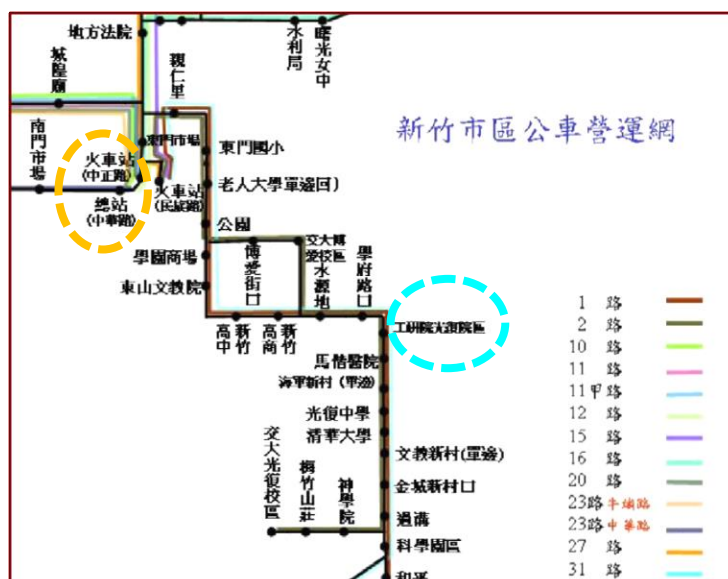 地方法院
水利局
曙光女中
城隍廟
親仁里
新竹市區公車營運網
南門市場
東門市場
火車站
(中正路)
火車站
(民族路)
總站
(中華路)
東門國小
老人大學單邊回)
公園
學園商場
東山文教院
博愛街口
交大博
愛校區
水源地
學府路口
新竹高中
新竹高商
工研院光復院區
馬偕醫院
海軍新村(單邊)
光復中學
清華大學
文教新村(單邊)
金城新村口
過溝
科學園區
交大光復校區
梅竹山莊
神學院
1 路
2 路
10 路
11 路
11甲路
12 路
15 路
16 路
20 路
23路
23路中華路
27 路
31 路